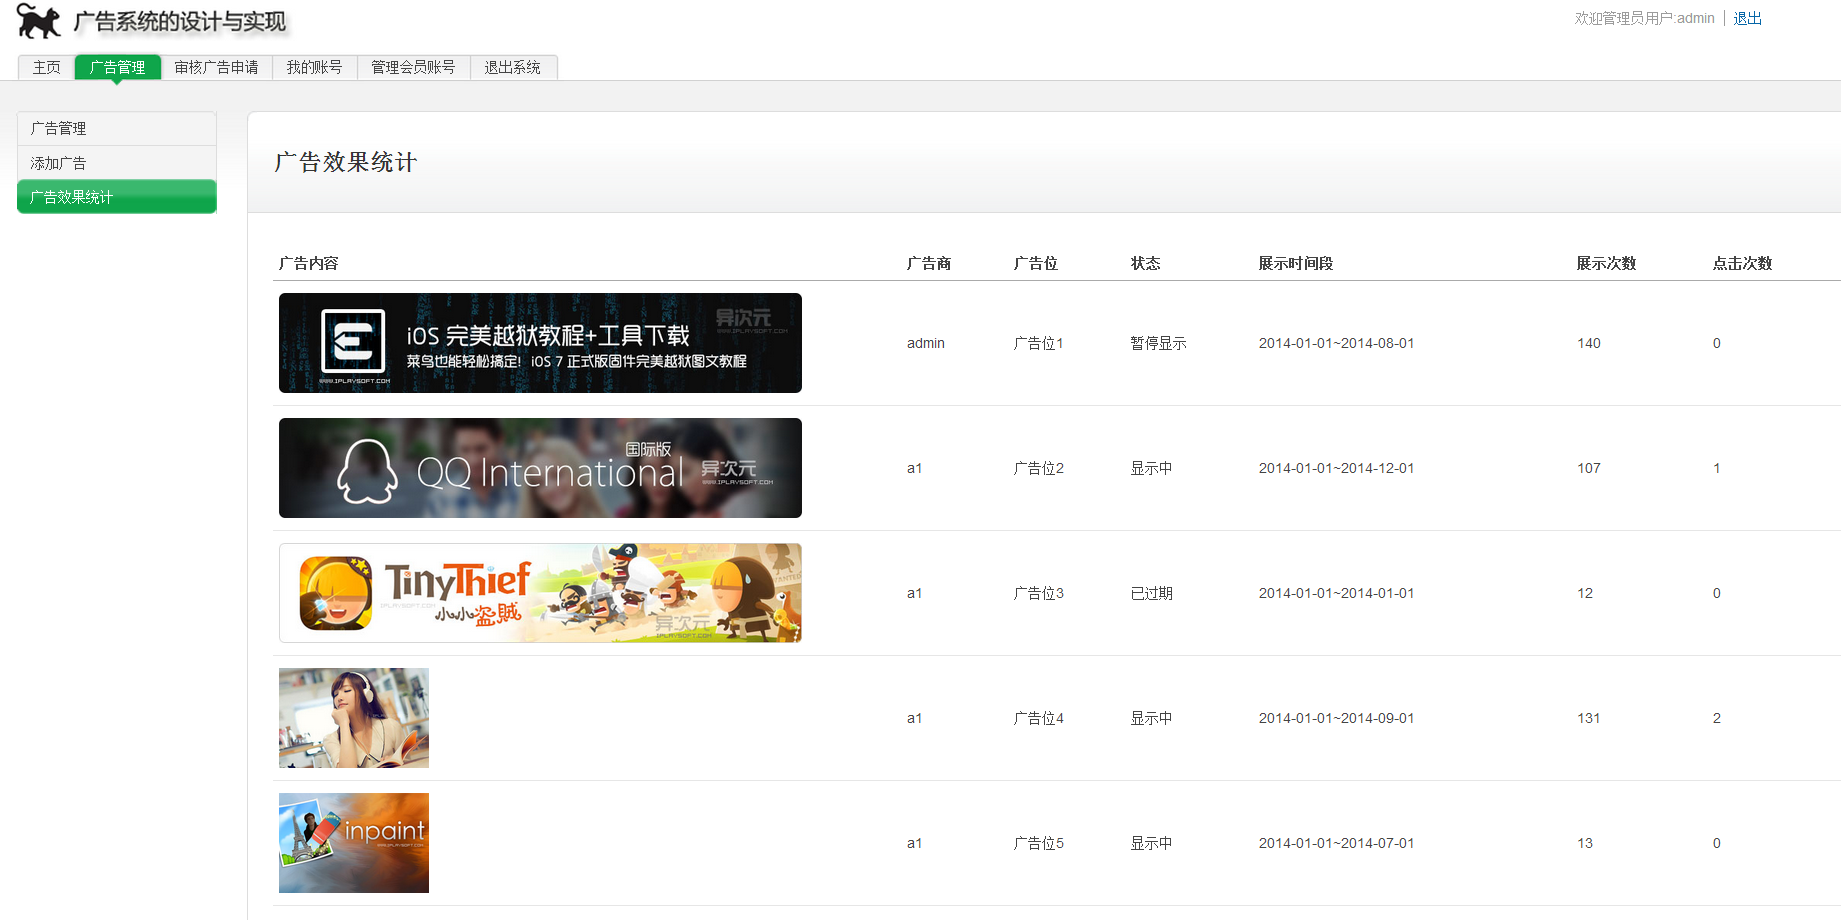 广告系统的设计与实现
欢迎管理员用户:admin | 退出
主页 广告管理 审核广告申请 我的账号 管理会员账号 退出系统
广告管理
添加广告
广告效果统计
广告效果统计
广告内容 广告商 广告位 状态 展示时间段 展示次数 点击次数
iOS 完美越狱教程+工具下载
菜鸟也能轻松搞定! iOS 7 正式版固件完美越狱图文教程
WWW.IPLAYSOFT.COM
异次元
WWW.IPLAYSOFT.COM
admin 广告位1 暂停显示 2014-01-01~2014-08-01 140 0
国际版
QQ International
异次元
WWW.IPLAYSOFT.COM
a1 广告位2 显示中 2014-01-01~2014-12-01 107 1
TinyThief
IPLAYSOFT.COM
小小盗贼
WANTED
异次元
IPLAYSOFT.COM
a1 广告位3 已过期 2014-01-01~2014-01-01 12 0
a1 广告位4 显示中 2014-01-01~2014-09-01 131 2
inpaint
WWW.IPLAYSOFT.COM
a1 广告位5 显示中 2014-01-01~2014-07-01 13 0